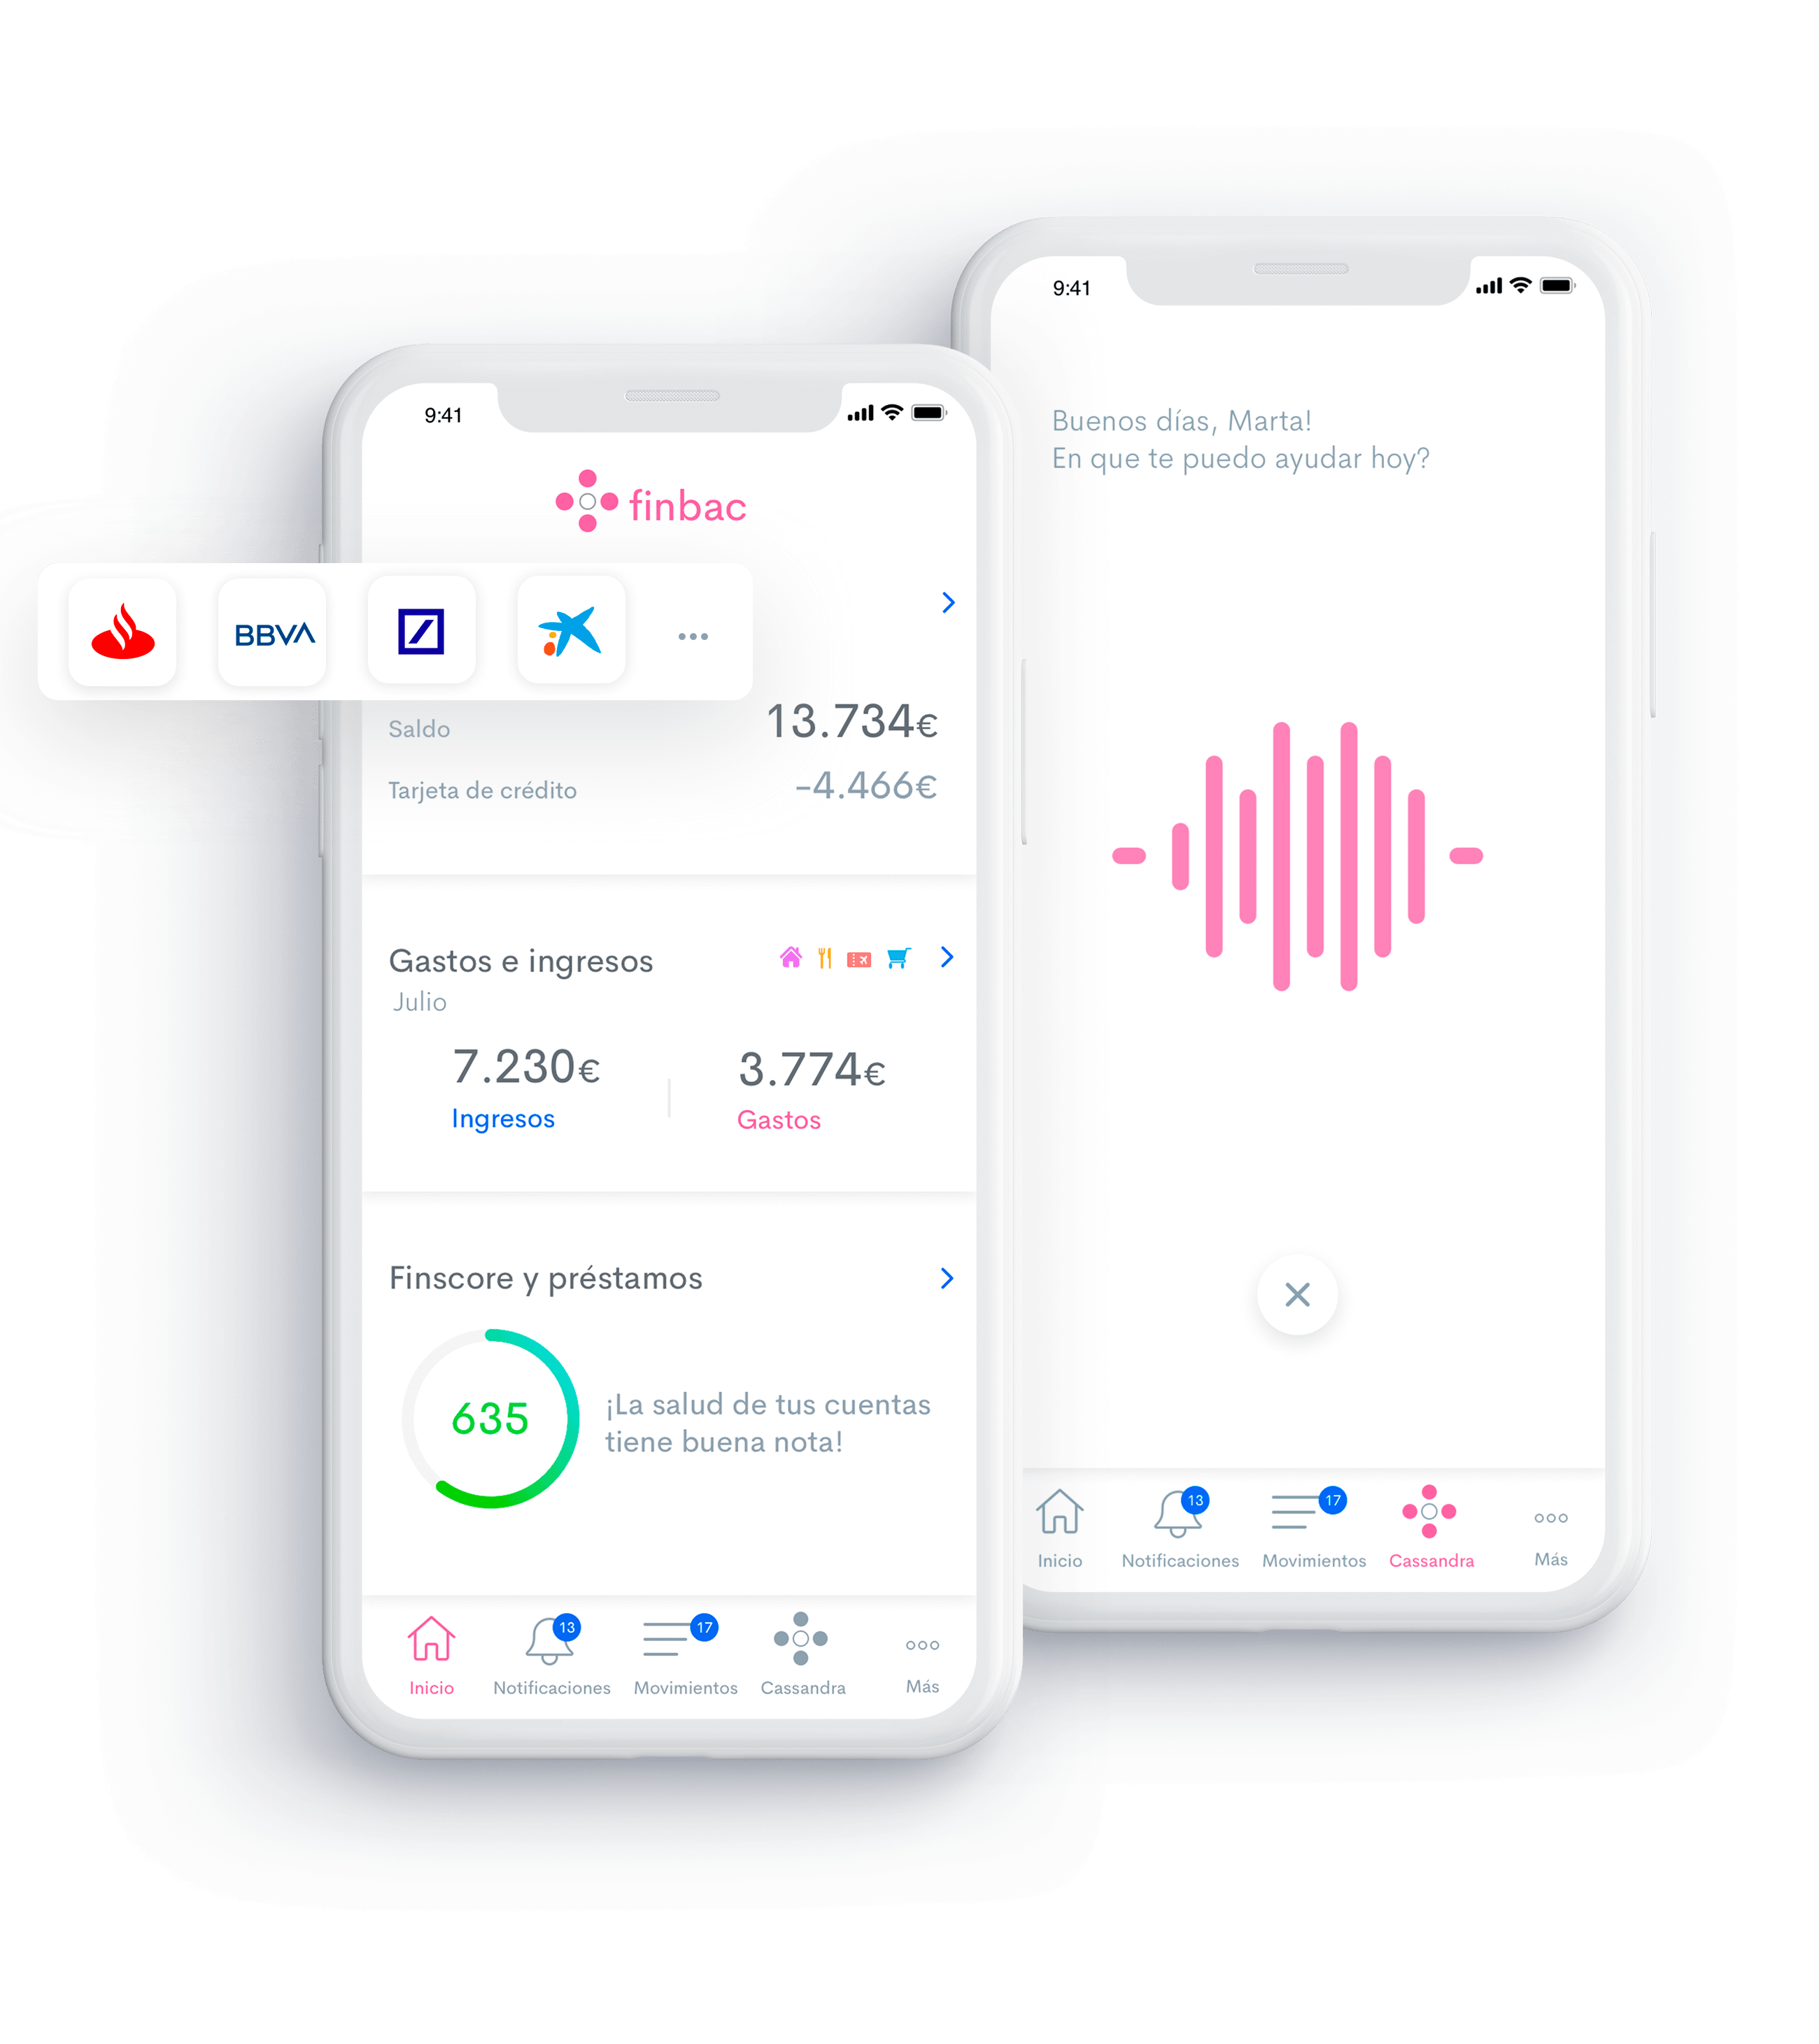 9:41
finbac
BBVA
Saldo
13.734€
Tarjeta de crédito
-4.466€
Gastos e ingresos
Julio
7.230€
3.774€
Ingresos
Gastos
Finscore y préstamos
635
¡La salud de tus cuentas
tiene buena nota!
13
17
Inicio
Notificaciones
Movimientos
Cassandra
Más
9:41
Buenos días, Marta!
En que te puedo ayudar hoy?
13
17
Inicio
Notificaciones
Movimientos
Cassandra
Más